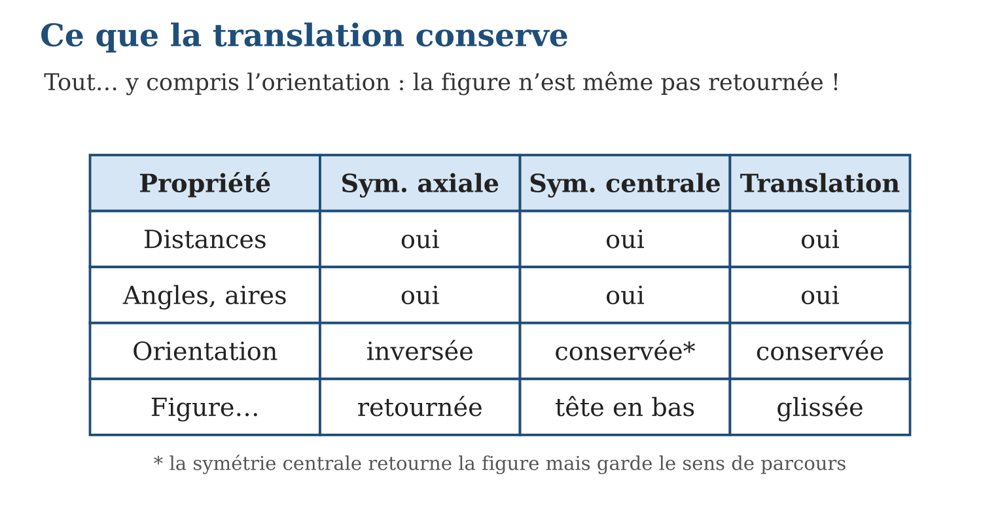 Ce que la translation conserve
Tout… y compris l’orientation : la figure n’est même pas retournée !
Propriété Sym. axiale Sym. centrale Translation
Distances oui oui oui
Angles, aires oui oui oui
Orientation inversée conservée* conservée
Figure… retournée tête en bas glissée
* la symétrie centrale retourne la figure mais garde le sens de parcours